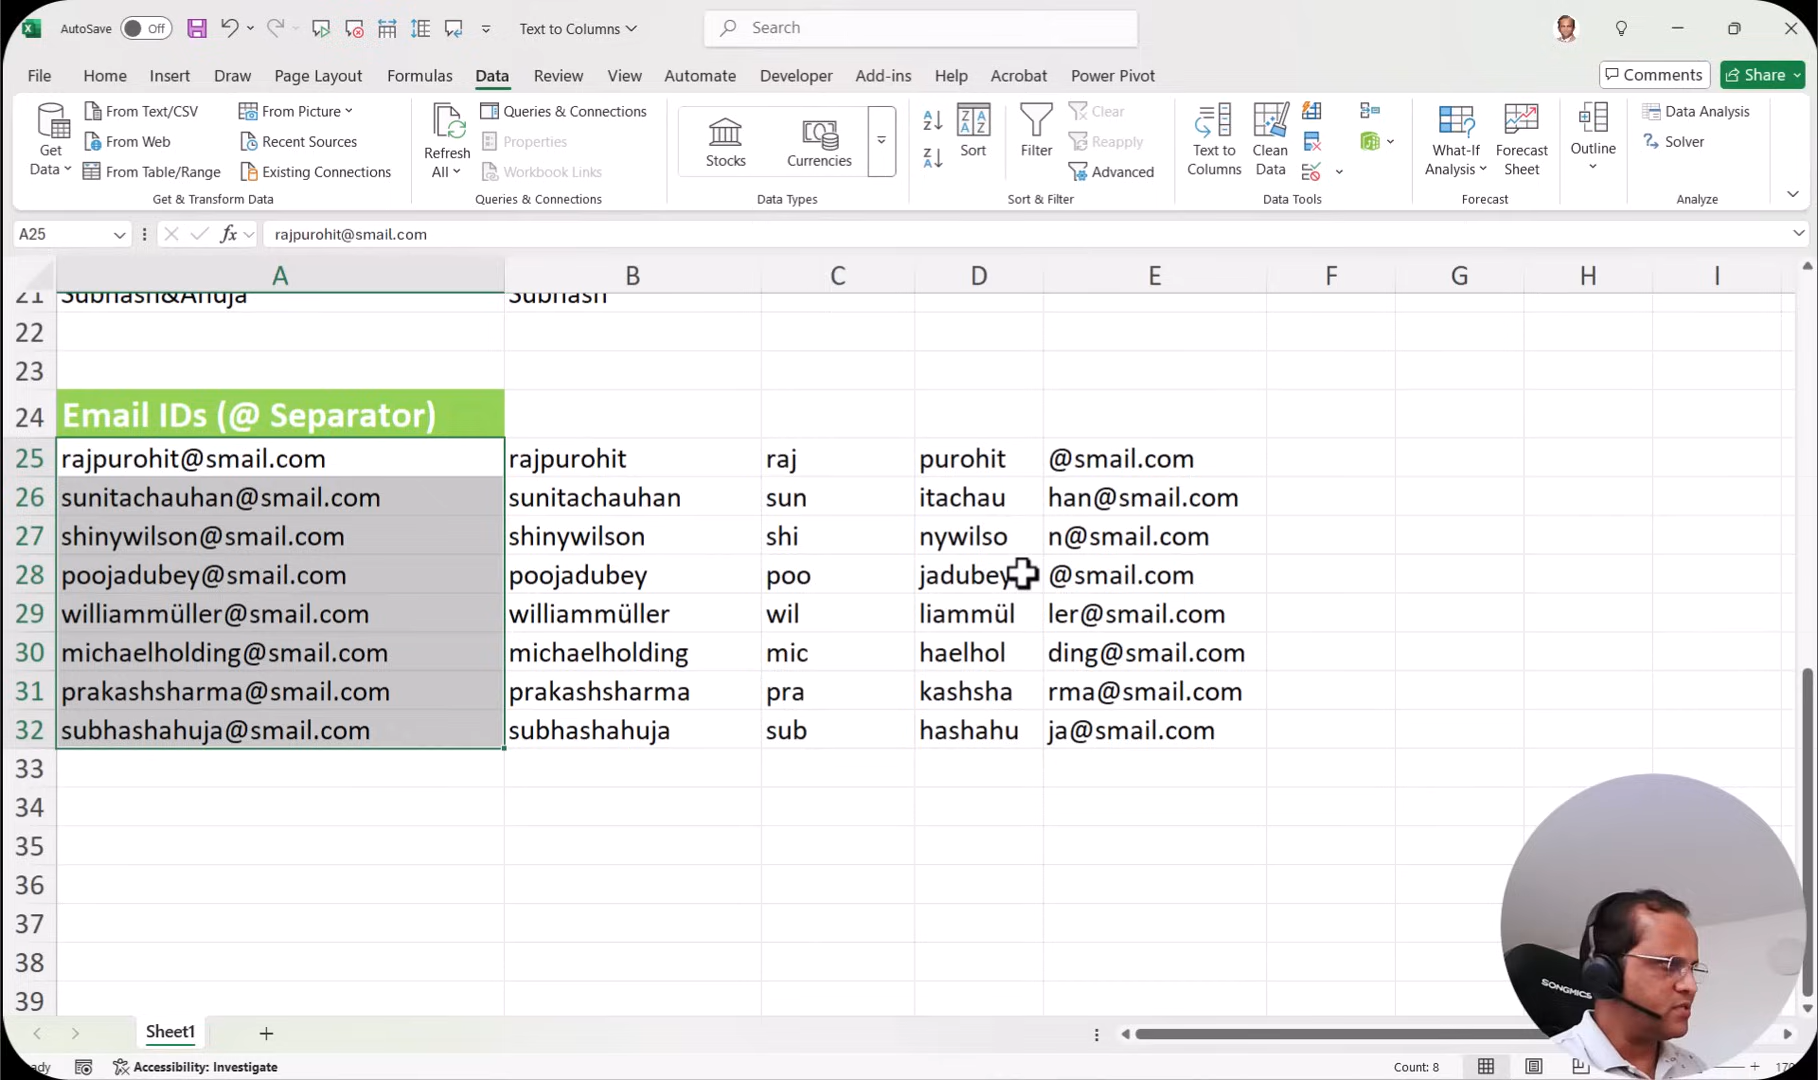 AutoSave Off Text to Columns Search
File Home Insert Draw Page Layout Formulas Data Review View Automate Developer Add-ins Help Acrobat Power Pivot Comments Share
Get Data From Text/CSV From Web From Table/Range From Picture Recent Sources Existing Connections
Refresh All Queries & Connections Properties Workbook Links
Stocks Currencies
Sort Filter Clear Reapply Advanced
Text to Columns Clean Data
What-If Analysis Forecast Sheet Outline Data Analysis Solver
Get & Transform Data Queries & Connections Data Types Sort & Filter Data Tools Forecast Analyze
A25 fx rajpurohit@smail.com
A B C D E F G H I
21 Subhash&Ahuja Subhash
22
23
24 Email IDs (@ Separator)
25 rajpurohit@smail.com rajpurohit raj purohit @smail.com
26 sunitachauhan@smail.com sunitachauhan sun itachau han@smail.com
27 shinywilson@smail.com shinywilson shi nywilso n@smail.com
28 poojadubey@smail.com poojadubey poo jadubey @smail.com
29 williammüller@smail.com williammüller wil liammül ler@smail.com
30 michaelholding@smail.com michaelholding mic haelhol ding@smail.com
31 prakashsharma@smail.com prakashsharma pra kashsha rma@smail.com
32 subhashahuja@smail.com subhashahuja sub hashahu ja@smail.com
33
34
35
36
37
38
39
SONGMICS
Sheet1
Accessibility: Investigate Count: 8